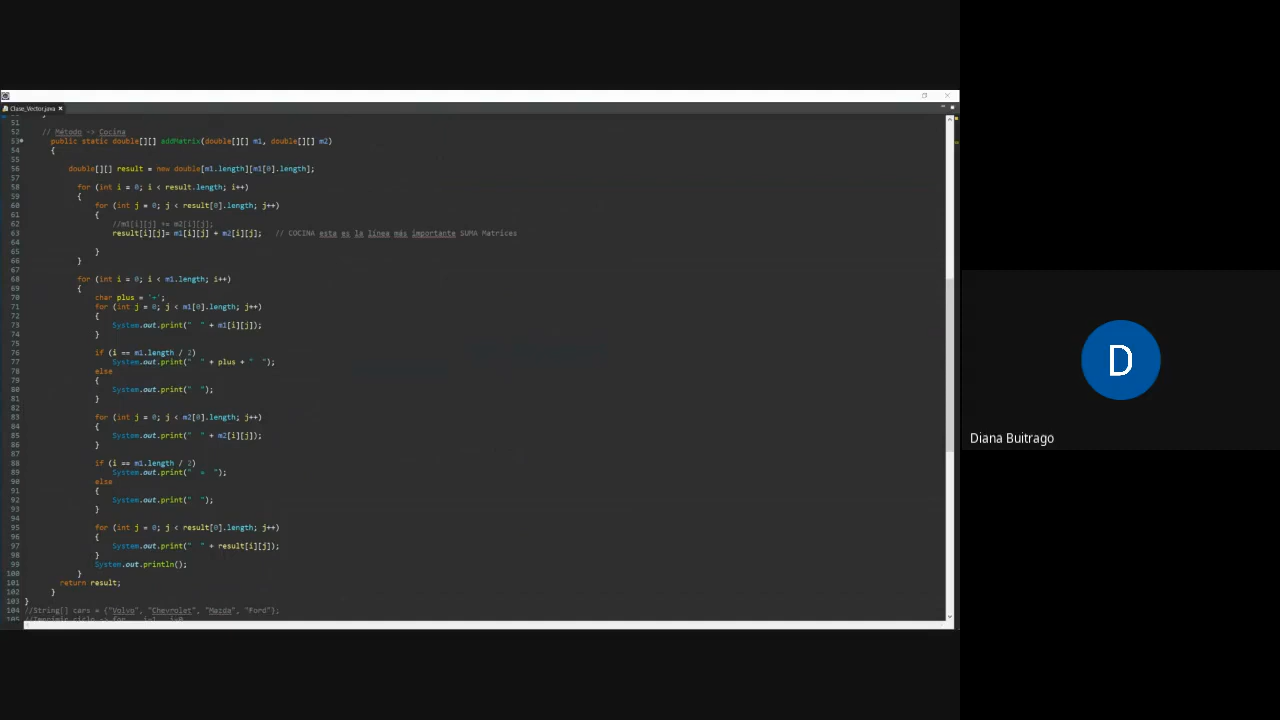 Clase_Vector.java
51
52 // Método -> Cocina
53 public static double[][] addMatrix(double[][] m1, double[][] m2)
54 {
55
56 double[][] result = new double[m1.length][m1[0].length];
57
58 for (int i = 0; i < result.length; i++)
59 {
60 for (int j = 0; j < result[0].length; j++)
61 {
62 //m1[i][j] += m2[i][j];
63 result[i][j]= m1[i][j] + m2[i][j]; // COCINA esta es la línea más importante SUMA Matrices
64
65 }
66 }
67
68 for (int i = 0; i < m1.length; i++)
69 {
70 char plus = '+';
71 for (int j = 0; j < m1[0].length; j++)
72 {
73 System.out.print(" " + m1[i][j]);
74 }
75
76 if (i == m1.length / 2)
77 System.out.print(" " + plus + " ");
78 else
79 {
80 System.out.print(" ");
81 }
82
83 for (int j = 0; j < m2[0].length; j++)
84 {
85 System.out.print(" " + m2[i][j]);
86 }
87
88 if (i == m1.length / 2)
89 System.out.print(" = ");
90 else
91 {
92 System.out.print(" ");
93 }
94
95 for (int j = 0; j < result[0].length; j++)
96 {
97 System.out.print(" " + result[i][j]);
98 }
99 System.out.println();
100 }
101 return result;
102 }
103 }
104 //String[] cars = {"Volvo", "Chevrolet", "Mazda", "Ford"};
D
Diana Buitrago